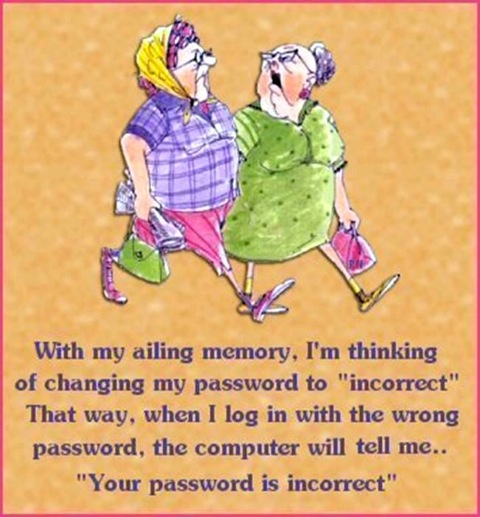 With my ailing memory, I'm thinking
of changing my password to "incorrect"
That way, when I log in with the wrong
password, the computer will tell me..
"Your password is incorrect"